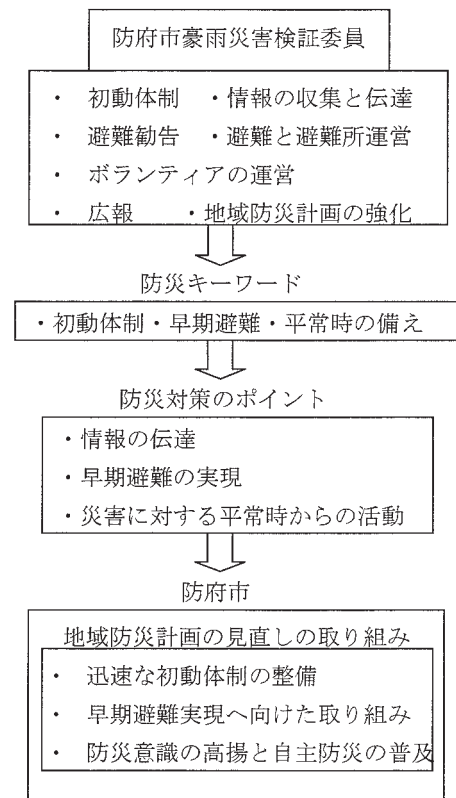 防府市豪雨災害検証委員
・ 初動体制 ・情報の収集と伝達
・ 避難勧告 ・避難と避難所運営
・ ボランティアの運営
・ 広報 ・地域防災計画の強化
防災キーワード
・初動体制・早期避難・平常時の備え
防災対策のポイント
・情報の伝達
・早期避難の実現
・災害に対する平常時からの活動
防府市
地域防災計画の見直しの取り組み
・ 迅速な初動体制の整備
・ 早期避難実現へ向けた取り組み
・ 防災意識の高揚と自主防災の普及